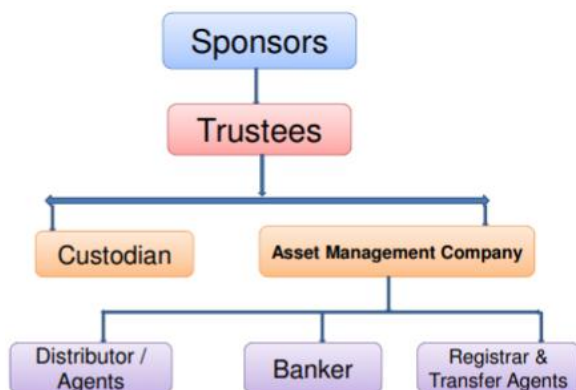 Sponsors
Trustees
Custodian
Asset Management Company
Distributor /
Agents
Banker
Registrar &
Transfer Agents